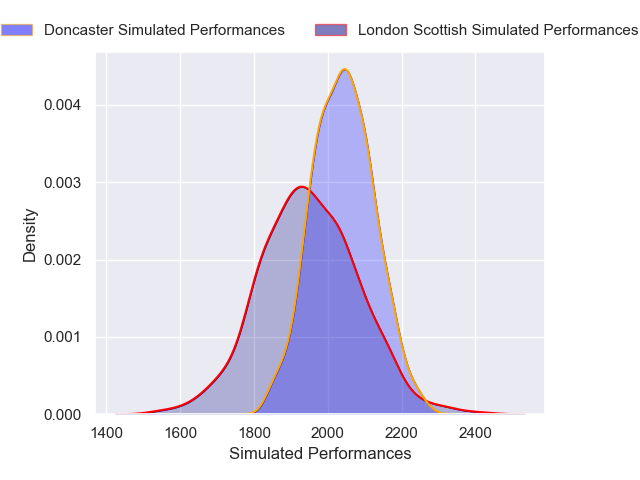 Doncaster Simulated Performances
London Scottish Simulated Performances
0.004
0.003
0.002
0.001
0.000
Density
1400 1600 1800 2000 2200 2400
Simulated Performances